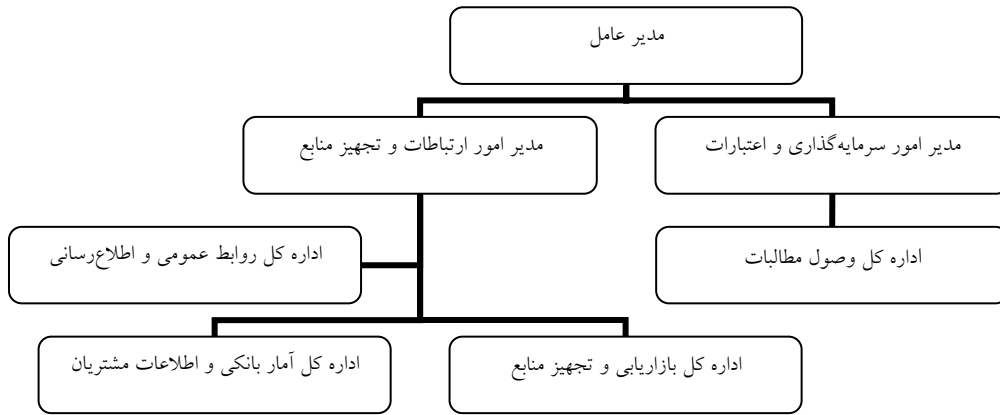 مدیر عامل
مدیر امور سرمایه‌گذاری و اعتبارات
مدیر امور ارتباطات و تجهیز منابع
اداره کل وصول مطالبات
اداره کل روابط عمومی و اطلاع‌رسانی
اداره کل بازاریابی و تجهیز منابع
اداره کل آمار بانکی و اطلاعات مشتریان